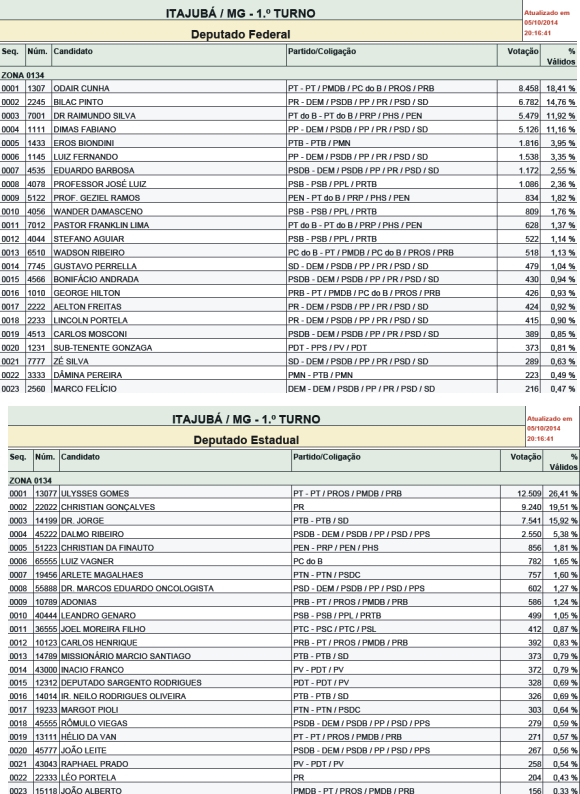 ITAJUBÁ / MG - 1.º TURNO
Atualizado em
05/10/2014
20:16:41
Deputado Federal
Seq. Núm. Candidato Partido/Coligação Votação % Válidos
ZONA 0134
0001 1307 ODAIR CUNHA PT - PT / PMDB / PC do B / PROS / PRB 8.458 18,41 %
0002 2245 BILAC PINTO PR - DEM / PSDB / PP / PR / PSD / SD 6.782 14,76 %
0003 7001 DR RAIMUNDO SILVA PT do B - PT do B / PRP / PHS / PEN 5.479 11,92 %
0004 1111 DIMAS FABIANO PP - DEM / PSDB / PP / PR / PSD / SD 5.126 11,16 %
0005 1433 EROS BIONDINI PTB - PTB / PMN 1.816 3,95 %
0006 1145 LUIZ FERNANDO PP - DEM / PSDB / PP / PR / PSD / SD 1.538 3,35 %
0007 4535 EDUARDO BARBOSA PSDB - DEM / PSDB / PP / PR / PSD / SD 1.172 2,55 %
0008 4078 PROFESSOR JOSÉ LUIZ PSB - PSB / PPL / PRTB 1.086 2,36 %
0009 5122 PROF. GEZIEL RAMOS PEN - PT do B / PRP / PHS / PEN 834 1,82 %
0010 4056 WANDER DAMASCENO PSB - PSB / PPL / PRTB 809 1,76 %
0011 7012 PASTOR FRANKLIN LIMA PT do B - PT do B / PRP / PHS / PEN 628 1,37 %
0012 4044 STEFANO AGUIAR PSB - PSB / PPL / PRTB 522 1,14 %
0013 6510 WADSON RIBEIRO PC do B - PT / PMDB / PC do B / PROS / PRB 518 1,13 %
0014 7745 GUSTAVO PERRELLA SD - DEM / PSDB / PP / PR / PSD / SD 479 1,04 %
0015 4566 BONIFÁCIO ANDRADA PSDB - DEM / PSDB / PP / PR / PSD / SD 430 0,94 %
0016 1010 GEORGE HILTON PRB - PT / PMDB / PC do B / PROS / PRB 426 0,93 %
0017 2222 AELTON FREITAS PR - DEM / PSDB / PP / PR / PSD / SD 424 0,92 %
0018 2233 LINCOLN PORTELA PR - DEM / PSDB / PP / PR / PSD / SD 415 0,90 %
0019 4513 CARLOS MOSCONI PSDB - DEM / PSDB / PP / PR / PSD / SD 389 0,85 %
0020 1231 SUB-TENENTE GONZAGA PDT - PPS / PV / PDT 373 0,81 %
0021 7777 ZÉ SILVA SD - DEM / PSDB / PP / PR / PSD / SD 289 0,63 %
0022 3333 DÂMINA PEREIRA PMN - PTB / PMN 223 0,49 %
0023 2560 MARCO FELÍCIO DEM - DEM / PSDB / PP / PR / PSD / SD 216 0,47 %
ITAJUBÁ / MG - 1.º TURNO
Atualizado em
05/10/2014
20:16:41
Deputado Estadual
Seq. Núm. Candidato Partido/Coligação Votação % Válidos
ZONA 0134
0001 13077 ULYSSES GOMES PT - PT / PROS / PMDB / PRB 12.509 26,41 %
0002 22022 CHRISTIAN GONÇALVES PR 9.240 19,51 %
0003 14199 DR. JORGE PTB - PTB / SD 7.541 15,92 %
0004 45222 DALMO RIBEIRO PSDB - DEM / PSDB / PP / PSD / PPS 2.550 5,38 %
0005 51223 CHRISTIAN DA FINAUTO PEN - PRP / PEN / PHS 856 1,81 %
0006 65555 LUIZ VAGNER PC do B 782 1,65 %
0007 19456 ARLETE MAGALHAES PTN - PTN / PSDC 757 1,60 %
0008 55888 DR. MARCOS EDUARDO ONCOLOGISTA PSD - DEM / PSDB / PP / PSD / PPS 602 1,27 %
0009 10789 ADONIAS PRB - PT / PROS / PMDB / PRB 586 1,24 %
0010 40444 LEANDRO GENARO PSB - PSB / PPL / PRTB 499 1,05 %
0011 36555 JOEL MOREIRA FILHO PTC - PSC / PTC / PSL 412 0,87 %
0012 10123 CARLOS HENRIQUE PRB - PT / PROS / PMDB / PRB 392 0,83 %
0013 14789 MISSIONÁRIO MARCIO SANTIAGO PTB - PTB / SD 373 0,79 %
0014 43000 INACIO FRANCO PV - PDT / PV 372 0,79 %
0015 12312 DEPUTADO SARGENTO RODRIGUES PDT - PDT / PV 328 0,69 %
0016 14014 IR. NEILO RODRIGUES OLIVEIRA PTB - PTB / SD 326 0,69 %
0017 19233 MARGOT PIOLI PTN - PTN / PSDC 303 0,64 %
0018 45555 RÔMULO VIEGAS PSDB - DEM / PSDB / PP / PSD / PPS 279 0,59 %
0019 13111 HÉLIO DA VAN PT - PT / PROS / PMDB / PRB 271 0,57 %
0020 45777 JOÃO LEITE PSDB - DEM / PSDB / PP / PSD / PPS 267 0,56 %
0021 43043 RAPHAEL PRADO PV - PDT / PV 258 0,54 %
0022 22333 LÉO PORTELA PR 204 0,43 %
0023 15118 JOÃO ALBERTO PMDB - PT / PROS / PMDB / PRB 156 0,33 %